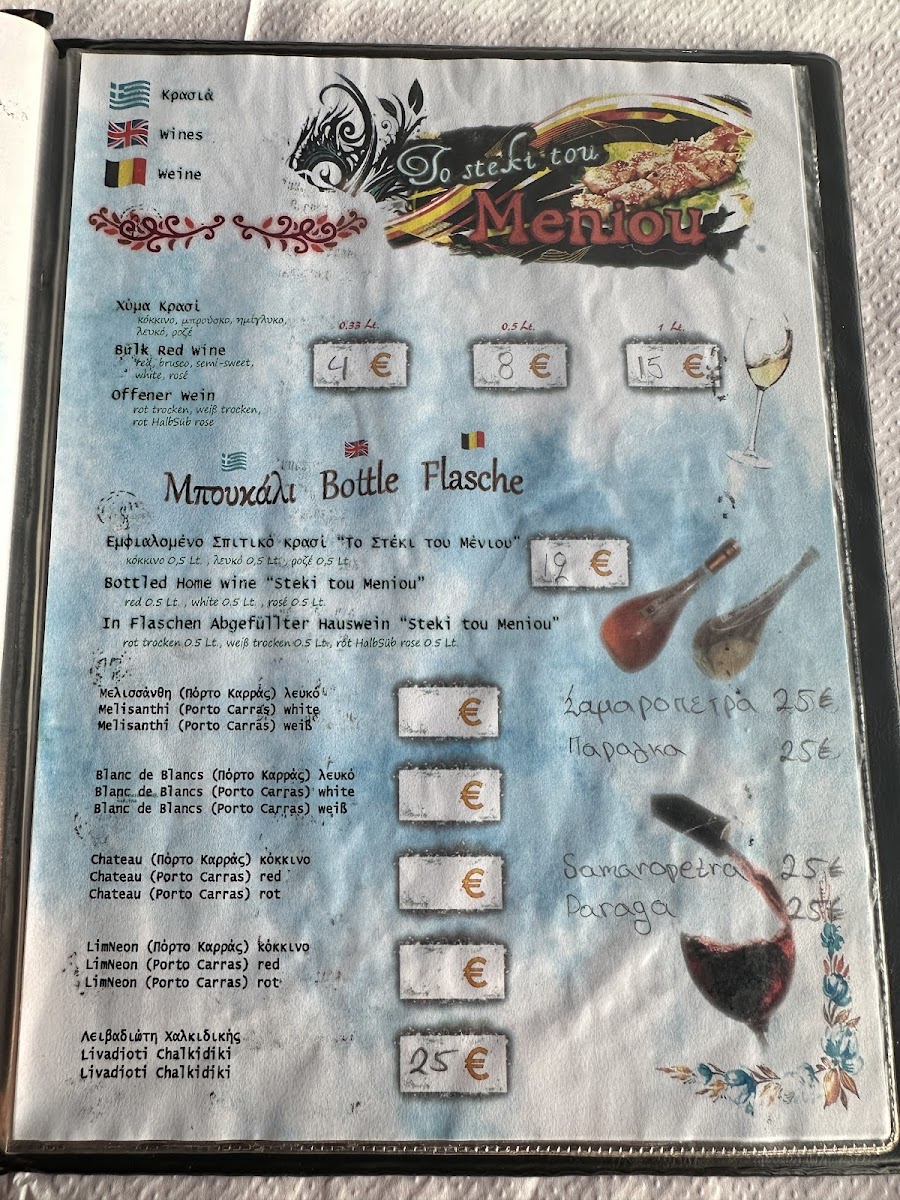 Κρασιά
Wines
Weine
To steki tou
Meniou
Χύμα Κρασί
κόκκινο, μπρούσκο, ημίγλυκο,
λευκό, ροζέ
Bulk Red Wine
red, brusco, semi-sweet,
white, rosé
Offener Wein
rot trocken, weiß trocken,
rot HalbSüb rose
0,33 Lt.
0,5 Lt.
1 Lt.
4 €
8 €
15 €
Μπουκάλι Bottle Flasche
Εμφιαλομένο Σπιτικό κρασί "Το Στέκι του Μένιου"
κόκκινο 0,5 Lt. , λευκό 0,5 Lt. , ροζέ 0,5 Lt.
12 €
Bottled Home wine "Steki tou Meniou"
red 0.5 Lt. , white 0.5 Lt. , rosé 0.5 Lt.
In Flaschen Abgefüllter Hauswein "Steki tou Meniou"
rot trocken 0.5 Lt., weiß trocken 0.5 Lt., rot HalbSüb rose 0.5 Lt.
Μελισσάνθη (Πόρτο Καρράς) λευκό
Melisanthi (Porto Carras) white
Melisanthi (Porto Carras) weiß
€
Σαμαροπετρα 25€
Παραγκα 25€
Blanc de Blancs (Πόρτο Καρράς) λευκό
Blanc de Blancs (Porto Carras) white
Blanc de Blancs (Porto Carras) weiß
€
Chateau (Πόρτο Καρράς) κόκκινο
Chateau (Porto Carras) red
Chateau (Porto Carras) rot
€
Samaropetra 25€
Paraga 25€
LimNeon (Πόρτο Καρράς) κόκκινο
LimNeon (Porto Carras) red
LimNeon (Porto Carras) rot
€
Λειβαδιώτη Χαλκιδικής
Livadioti Chalkidiki
Livadioti Chalkidiki
25 €